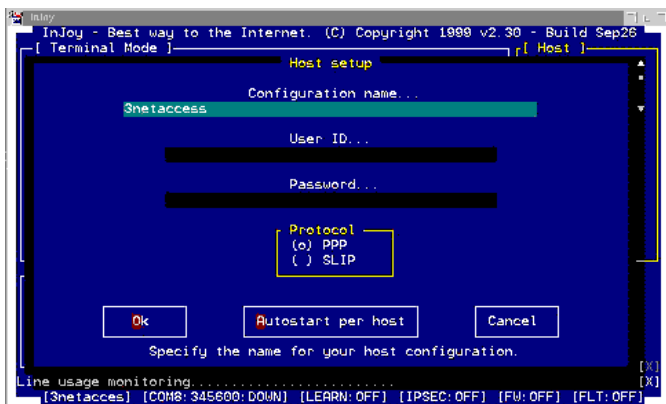 InJoy
InJoy - Best way to the Internet. (C) Copyright 1999 v2.30 - Build Sep26
[ Terminal Mode ] [ Host ]
Host setup
Configuration name...
3netaccess
User ID...
Password...
Protocol
(o) PPP
( ) SLIP
Ok Autostart per host Cancel
Specify the name for your host configuration.
[X]
Line usage monitoring......................... [X]
[3netacces] [COM8:345600:DOWN] [LEARN:OFF] [IPSEC:OFF] [FW:OFF] [FLT:OFF]